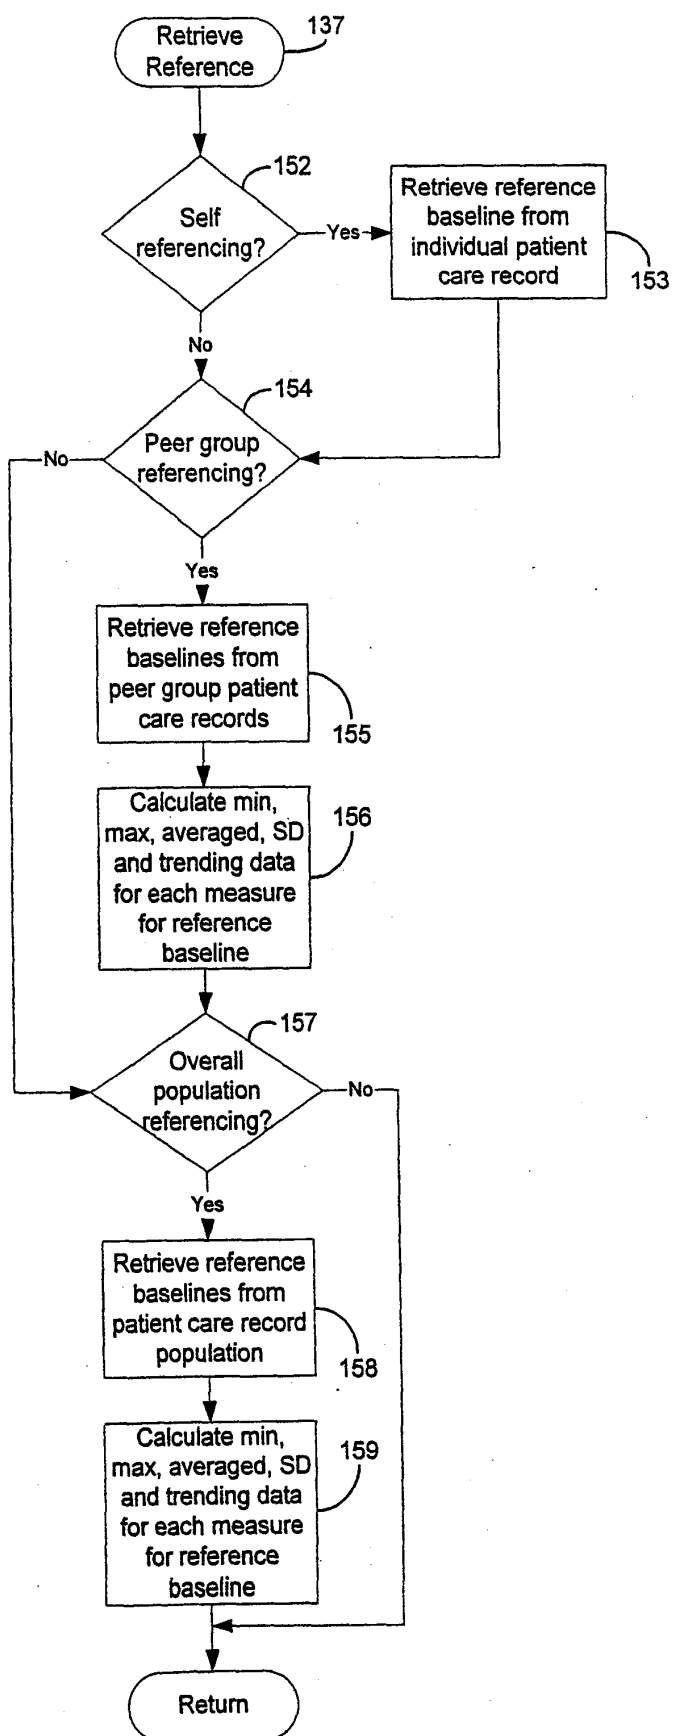 Retrieve
Reference
137
152
Self
referencing?
Yes
Retrieve reference
baseline from
individual patient
care record
153
No
154
Peer group
referencing?
No
Yes
Retrieve reference
baselines from
peer group patient
care records
155
Calculate min,
max, averaged, SD
and trending data
for each measure
for reference
baseline
156
157
Overall
population
referencing?
No
Yes
Retrieve reference
baselines from
patient care record
population
158
Calculate min,
max, averaged, SD
and trending data
for each measure
for reference
baseline
159
Return